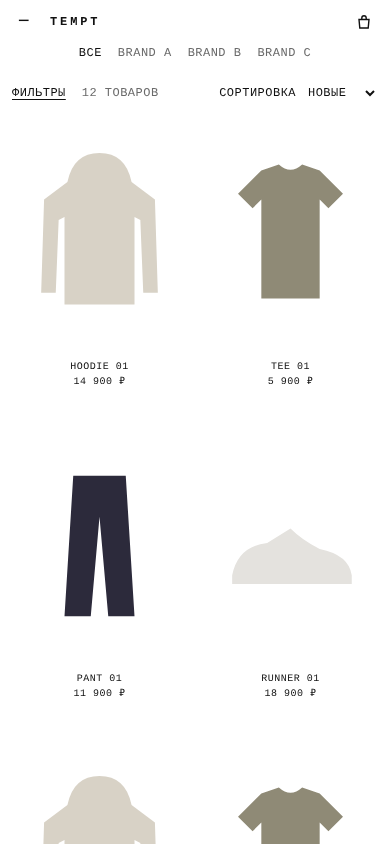 TEMPT
ВСЕ BRAND A BRAND B BRAND C
ФИЛЬТРЫ 12 ТОВАРОВ СОРТИРОВКА НОВЫЕ
HOODIE 01
14 900 ₽
TEE 01
5 900 ₽
PANT 01
11 900 ₽
RUNNER 01
18 900 ₽